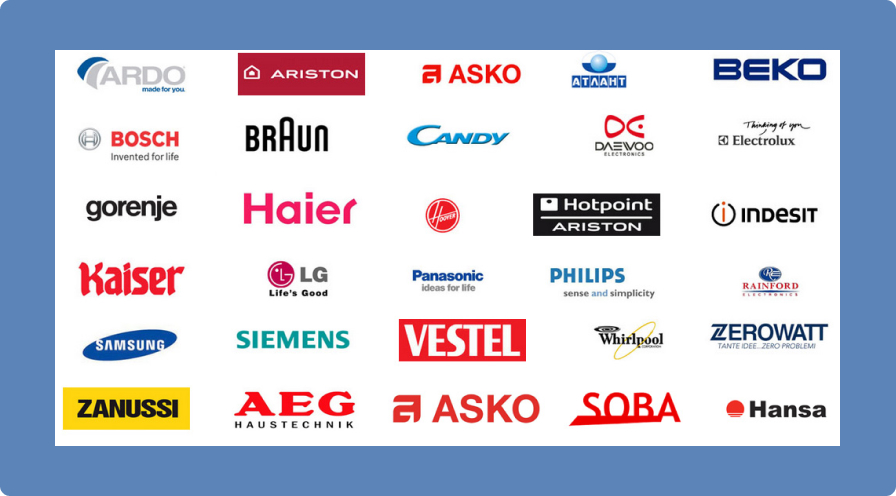 ARDO
made for you.
ARISTON
ASKO
АТЛАНТ
BEKO
BOSCH
Invented for life
BRAUN
CANDY
DAEWOO
ELECTRONICS
Thinking of you
Electrolux
gorenje
Haier
HOOVER
Hotpoint
ARISTON
INDESIT
Kaiser
LG
Life's Good
Panasonic
ideas for life
PHILIPS
sense and simplicity
RAINFORD
ELECTRONICS
SAMSUNG
SIEMENS
VESTEL
Whirlpool
CORPORATION
ZEROWATT
TANTE IDEE...ZERO PROBLEMI
ZANUSSI
AEG
HAUSTECHNIK
ASKO
SOBA
Hansa